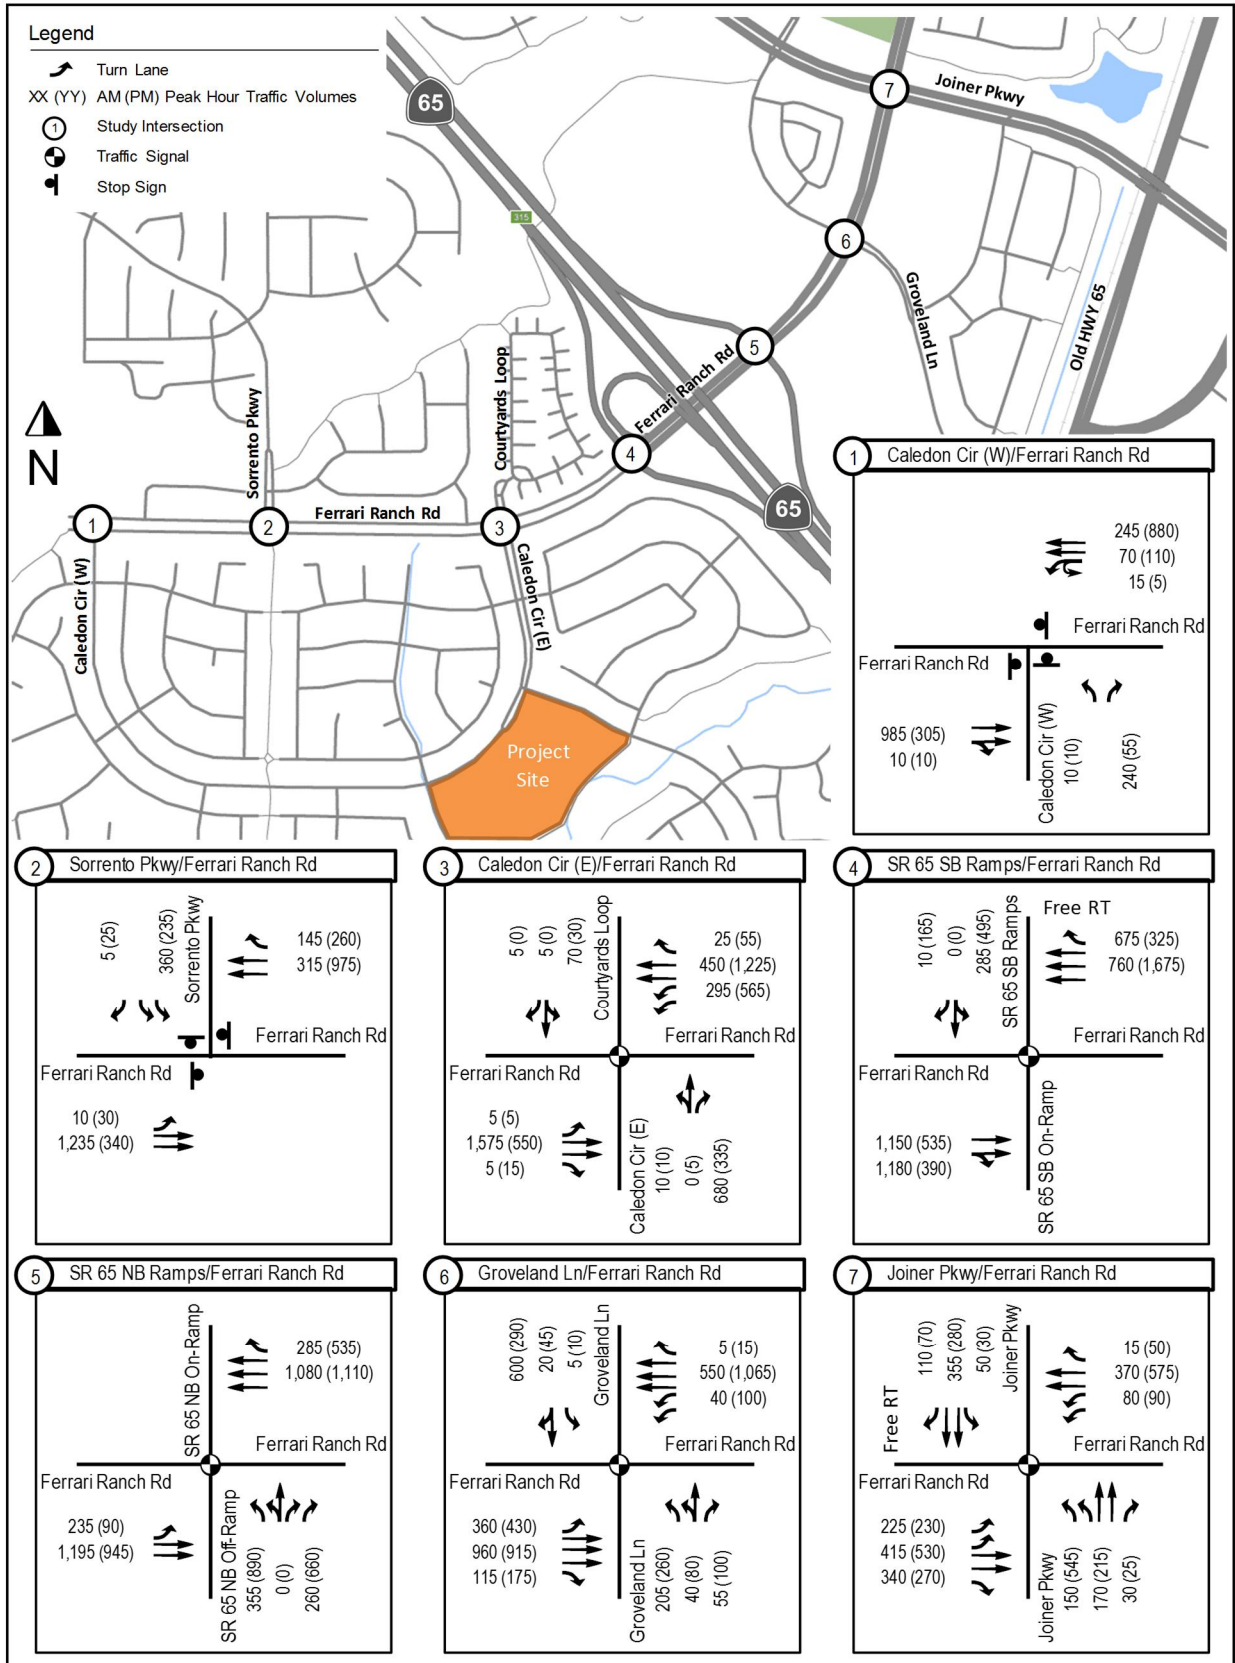 Legend
Turn Lane
XX (YY) AM (PM) Peak Hour Traffic Volumes
1 Study Intersection
Traffic Signal
Stop Sign
65
315
7
Joiner Pkwy
6
Groveland Ln
Old HWY 65
5
Ferrari Ranch Rd
Courtyards Loop
Sorrento Pkwy
4
N
65
Ferrari Ranch Rd
1
2
3
Caledon Cir (W)
Caledon Cir (E)
Project
Site
1 Caledon Cir (W)/Ferrari Ranch Rd
245 (880)
70 (110)
15 (5)
Ferrari Ranch Rd
Ferrari Ranch Rd
985 (305)
10 (10)
Caledon Cir (W)
10 (10)
240 (55)
2 Sorrento Pkwy/Ferrari Ranch Rd
5 (25)
360 (235)
Sorrento Pkwy
145 (260)
315 (975)
Ferrari Ranch Rd
Ferrari Ranch Rd
10 (30)
1,235 (340)
3 Caledon Cir (E)/Ferrari Ranch Rd
5 (0)
5 (0)
70 (30)
Courtyards Loop
25 (55)
450 (1,225)
295 (565)
Ferrari Ranch Rd
Ferrari Ranch Rd
5 (5)
1,575 (550)
5 (15)
Caledon Cir (E)
10 (10)
0 (5)
680 (335)
4 SR 65 SB Ramps/Ferrari Ranch Rd
10 (165)
0 (0)
285 (495)
SR 65 SB Ramps
Free RT
675 (325)
760 (1,675)
Ferrari Ranch Rd
Ferrari Ranch Rd
1,150 (535)
1,180 (390)
SR 65 SB On-Ramp
5 SR 65 NB Ramps/Ferrari Ranch Rd
SR 65 NB On-Ramp
285 (535)
1,080 (1,110)
Ferrari Ranch Rd
Ferrari Ranch Rd
235 (90)
1,195 (945)
SR 65 NB Off-Ramp
355 (890)
0 (0)
260 (660)
6 Groveland Ln/Ferrari Ranch Rd
600 (290)
20 (45)
5 (10)
Groveland Ln
5 (15)
550 (1,065)
40 (100)
Ferrari Ranch Rd
Ferrari Ranch Rd
360 (430)
960 (915)
115 (175)
Groveland Ln
205 (260)
40 (80)
55 (100)
7 Joiner Pkwy/Ferrari Ranch Rd
Free RT
110 (70)
355 (280)
50 (30)
Joiner Pkwy
15 (50)
370 (575)
80 (90)
Ferrari Ranch Rd
Ferrari Ranch Rd
225 (230)
415 (530)
340 (270)
Joiner Pkwy
150 (545)
170 (215)
30 (25)